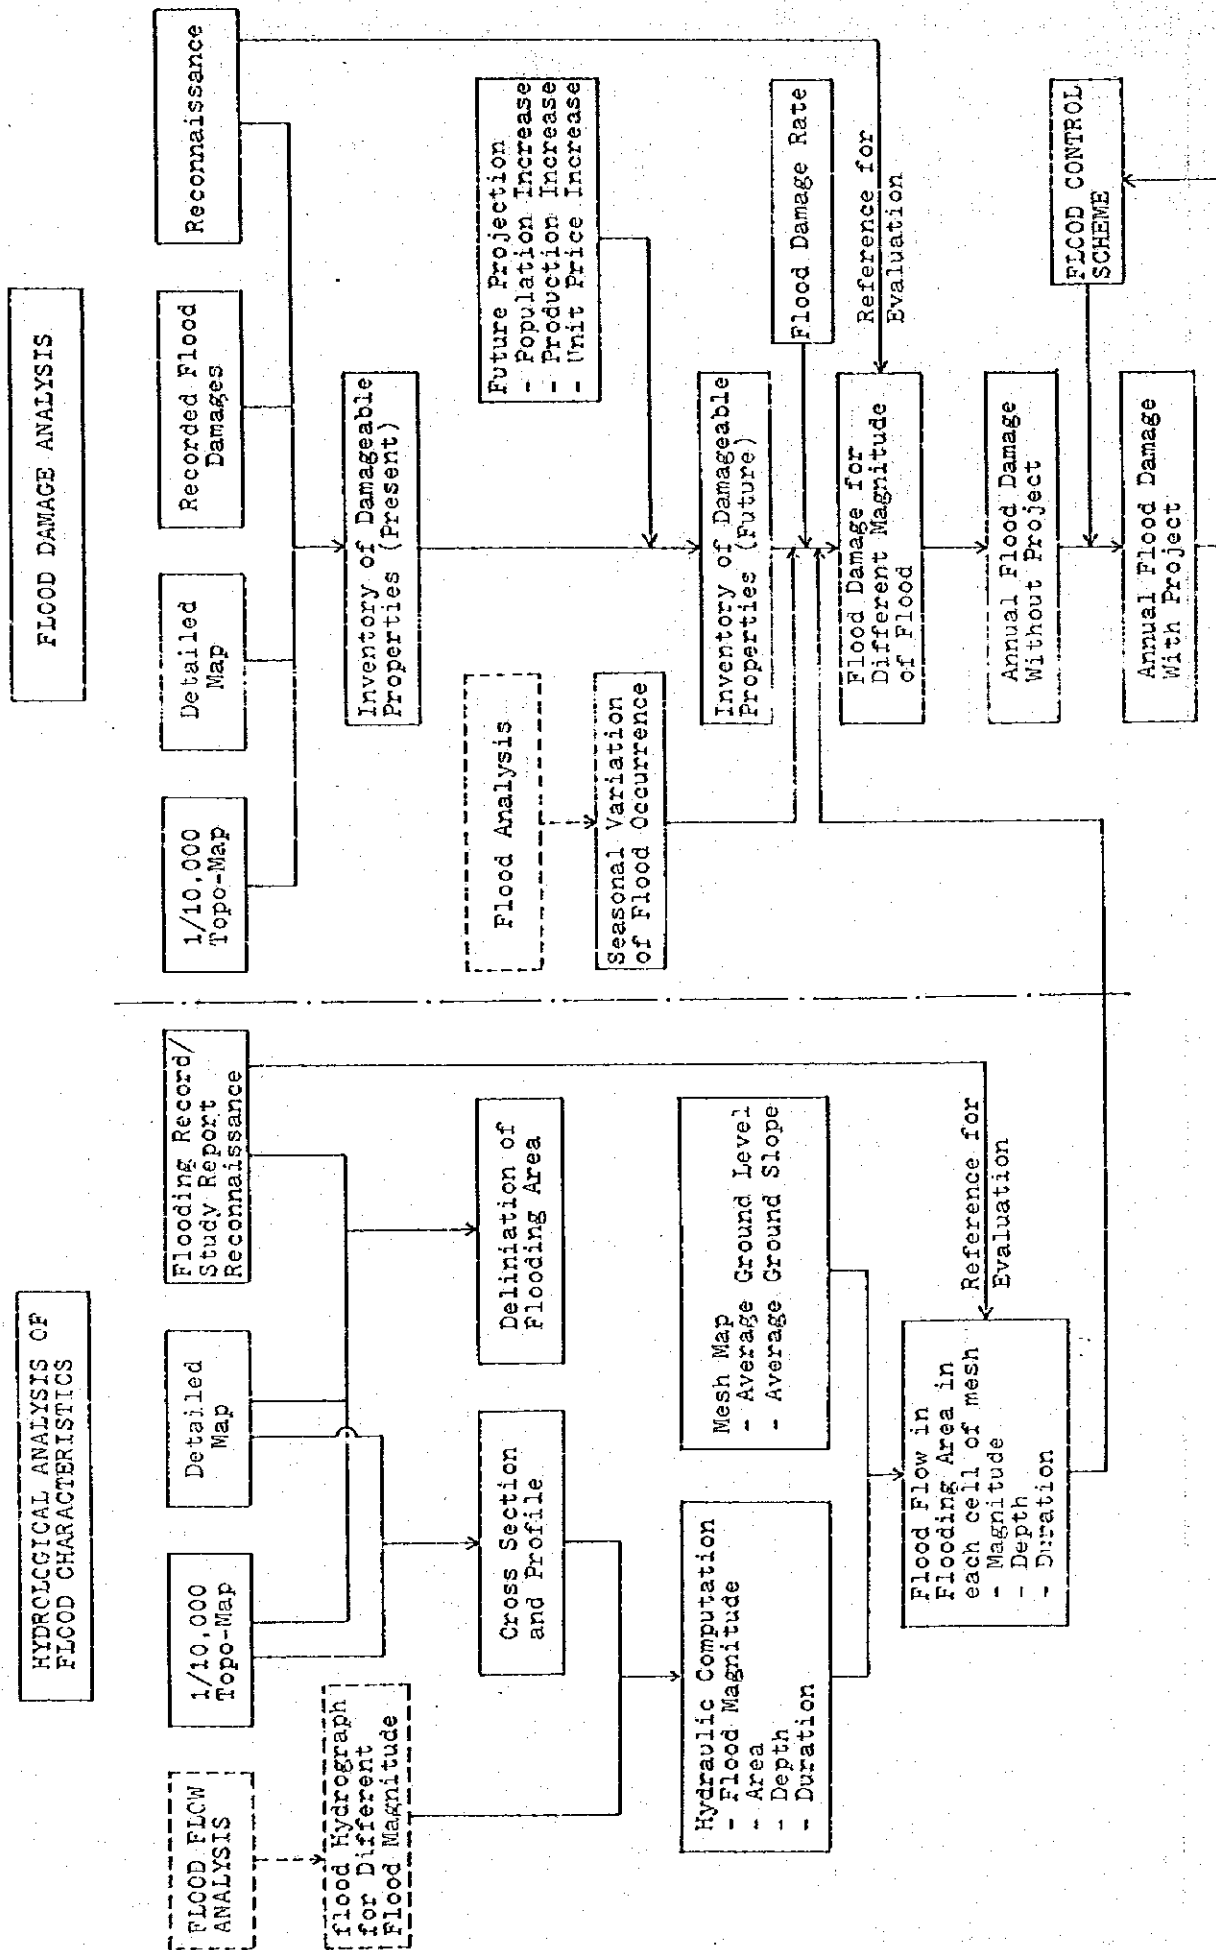 HYDROLOGICAL ANALYSIS OF
FLOOD CHARACTERISTICS
FLOOD FLOW
ANALYSIS
1/10,000
Topo-Map
Detailed
Map
Flooding Record/
Study Report
Reconnaissance
flood Hydrograph
for Different
Flood Magnitude
Cross Section
and Profile
Deliniation of
Flooding Area
Hydraulic Computation
- Flood Magnitude
- Area
- Depth
- Duration
Mesh Map
- Average Ground Level
- Average Ground Slope
Reference for
Evaluation
Flood Flow in
Flooding Area in
each cell of mesh
- Magnitude
- Depth
- Duration
FLOOD DAMAGE ANALYSIS
1/10,000
Topo-Map
Detailed
Map
Recorded Flood
Damages
Reconnaissance
Inventory of Damageable
Properties (Present)
Flood Analysis
Future Projection
- Population Increase
- Production Increase
- Unit Price Increase
Seasonal Variation
of Flood Occurrence
Inventory of Damageable
Properties (Future)
Flood Damage Rate
Flood Damage for
Different Magnitude
of Flood
Reference for
Evaluation
Annual Flood Damage
Without Project
FLOOD CONTROL
SCHEME
Annual Flood Damage
With Project